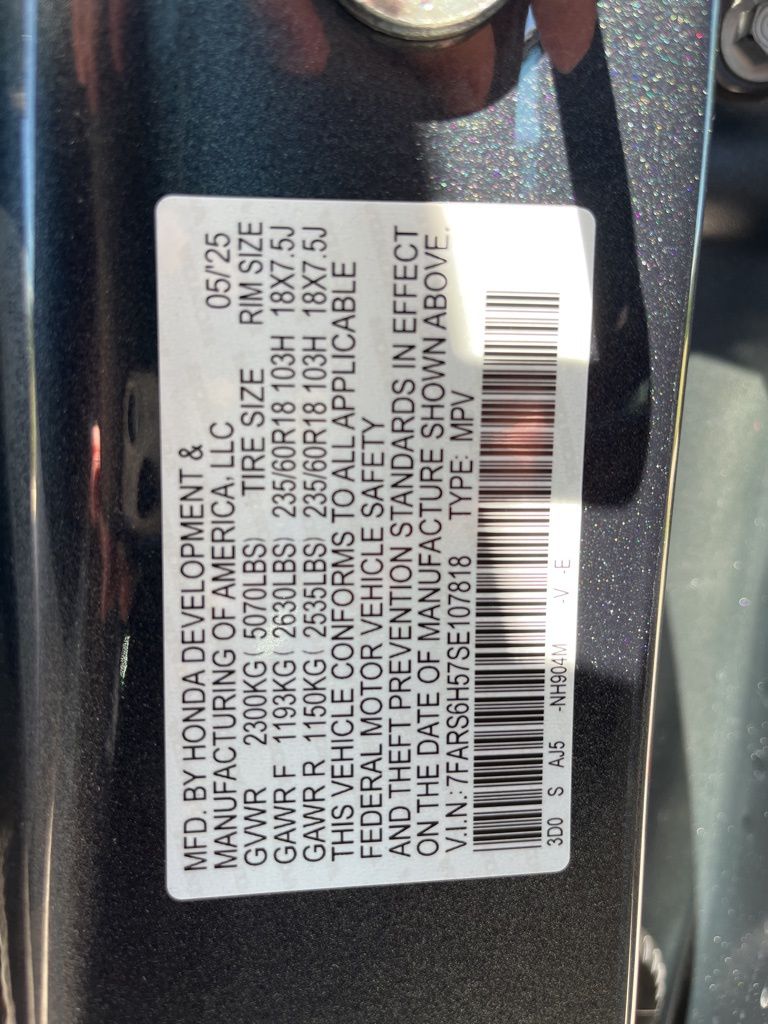 MFD. BY HONDA DEVELOPMENT &
MANUFACTURING OF AMERICA, LLC 05/'25
GVWR 2300KG(5070LBS) TIRE SIZE RIM SIZE
GAWR F 1193KG(2630LBS) 235/60R18 103H 18X7.5J
GAWR R 1150KG(2535LBS) 235/60R18 103H 18X7.5J
THIS VEHICLE CONFORMS TO ALL APPLICABLE
FEDERAL MOTOR VEHICLE SAFETY
AND THEFT PREVENTION STANDARDS IN EFFECT
ON THE DATE OF MANUFACTURE SHOWN ABOVE.
V.I.N.: 7FARS6H57SE107818 TYPE: MPV
3D0 S AJ5 -NH904M -V -E